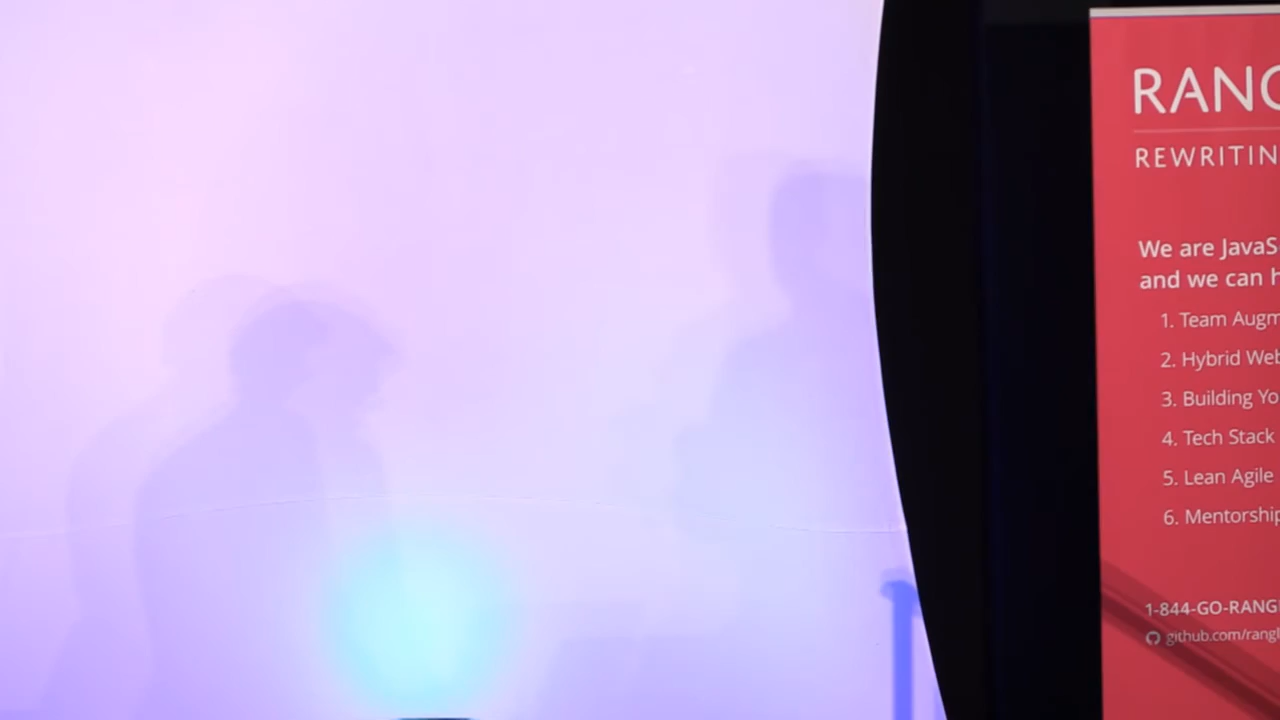 RANG
REWRITIN
We are JavaS
and we can h
1. Team Augm
2. Hybrid Web
3. Building Yo
4. Tech Stack
5. Lean Agile
6. Mentorship
1-844-GO-RANG
github.com/rangl